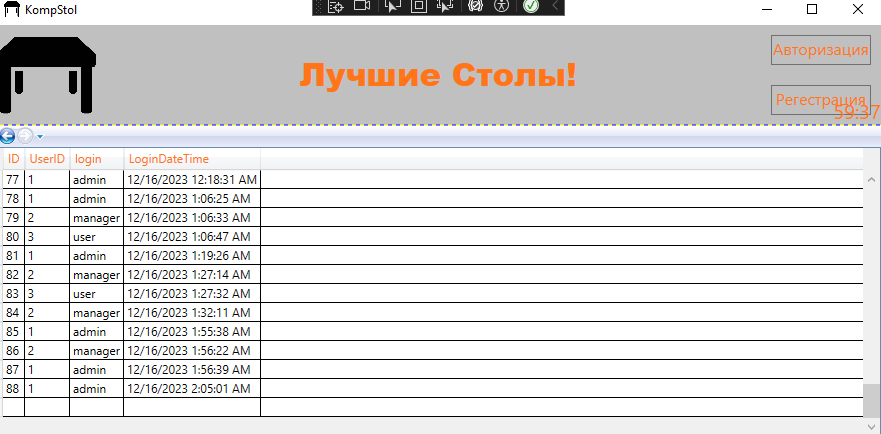 KompStol
Лучшие Столы!
Авторизация
Регестрация
59:37
ID UserID login LoginDateTime
77 1 admin 12/16/2023 12:18:31 AM
78 1 admin 12/16/2023 1:06:25 AM
79 2 manager 12/16/2023 1:06:33 AM
80 3 user 12/16/2023 1:06:47 AM
81 1 admin 12/16/2023 1:19:26 AM
82 2 manager 12/16/2023 1:27:14 AM
83 3 user 12/16/2023 1:27:32 AM
84 2 manager 12/16/2023 1:32:11 AM
85 1 admin 12/16/2023 1:55:38 AM
86 2 manager 12/16/2023 1:56:22 AM
87 1 admin 12/16/2023 1:56:39 AM
88 1 admin 12/16/2023 2:05:01 AM